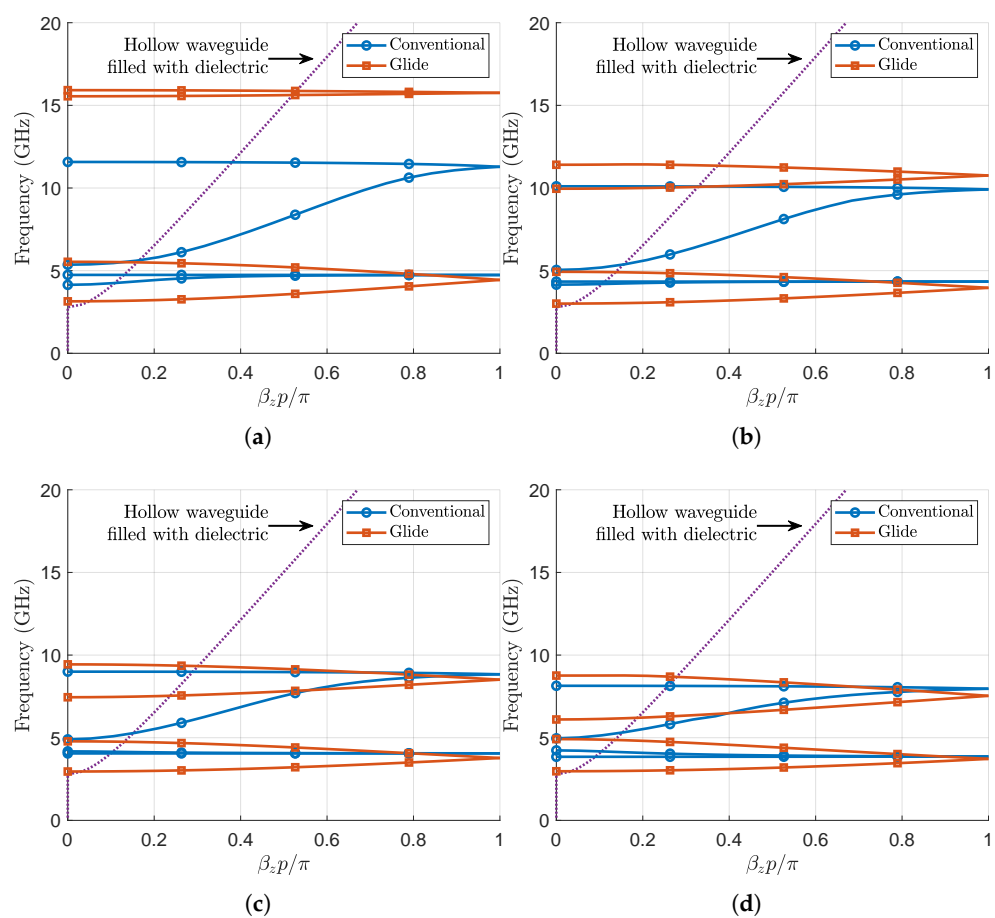 20
15
10
5
0
Frequency (GHz)
Hollow waveguide
filled with dielectric
Conventional
Glide
0 0.2 0.4 0.6 0.8 1
β_z p/π
(a)
20
15
10
5
0
Frequency (GHz)
Hollow waveguide
filled with dielectric
Conventional
Glide
0 0.2 0.4 0.6 0.8 1
β_z p/π
(b)
20
15
10
5
0
Frequency (GHz)
Hollow waveguide
filled with dielectric
Conventional
Glide
0 0.2 0.4 0.6 0.8 1
β_z p/π
(c)
20
15
10
5
0
Frequency (GHz)
Hollow waveguide
filled with dielectric
Conventional
Glide
0 0.2 0.4 0.6 0.8 1
β_z p/π
(d)